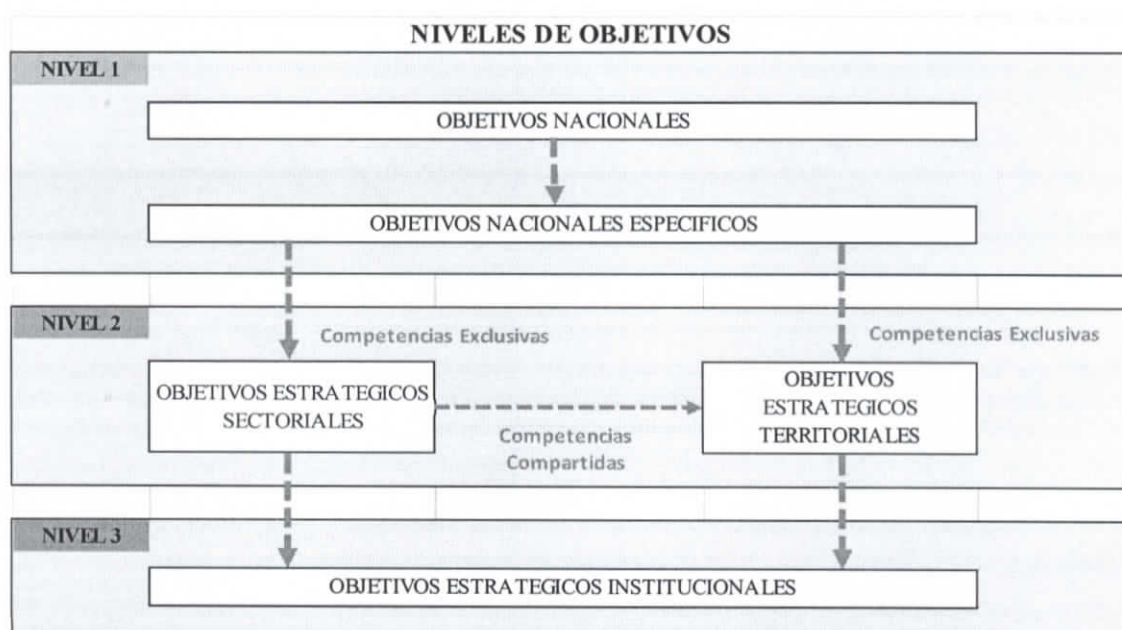 NIVELES DE OBJETIVOS
NIVEL 1
OBJETIVOS NACIONALES
OBJETIVOS NACIONALES ESPECIFICOS
NIVEL 2
Competencias Exclusivas
Competencias Exclusivas
OBJETIVOS ESTRATEGICOS
SECTORIALES
Competencias
Compartidas
OBJETIVOS
ESTRATEGICOS
TERRITORIALES
NIVEL 3
OBJETIVOS ESTRATEGICOS INSTITUCIONALES